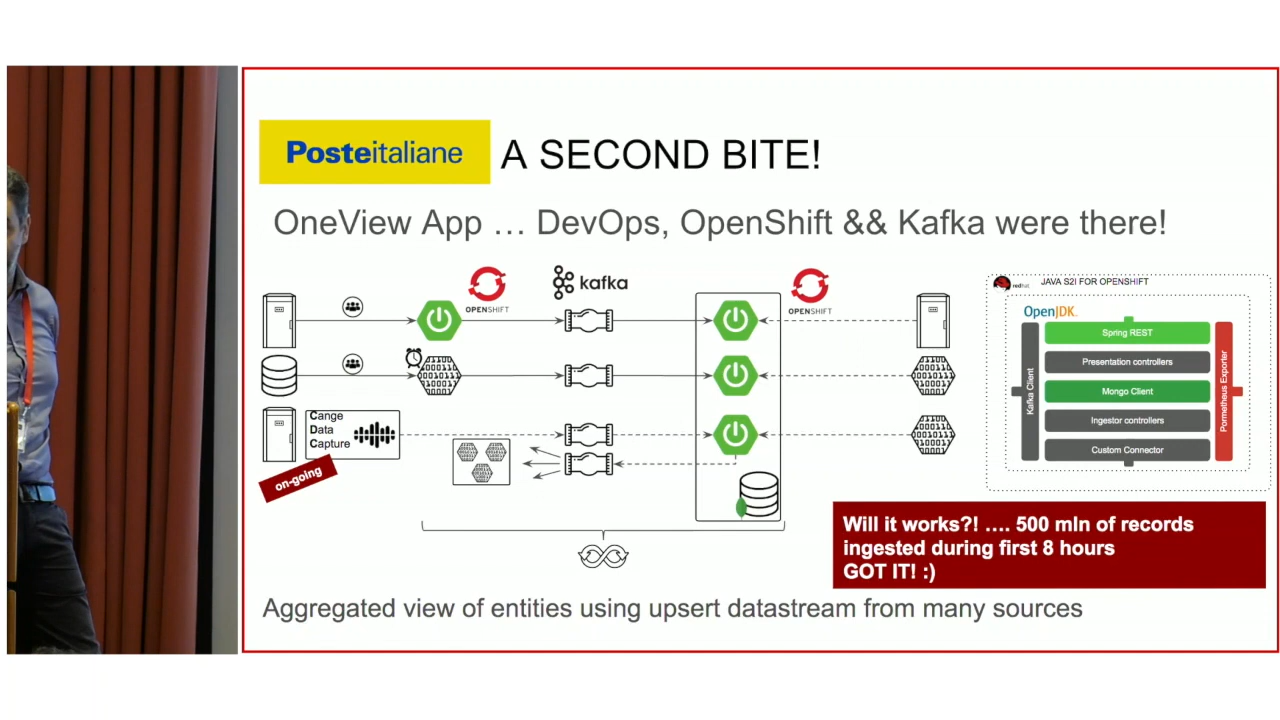 Posteitaliane A SECOND BITE!
OneView App ... DevOps, OpenShift && Kafka were there!
OPENSHIFT
kafka
OPENSHIFT
Cange
Data
Capture
on-going
redhat JAVA S2I FOR OPENSHIFT
OpenJDK
Kafka Client
Spring REST
Presentation controllers
Mongo Client
Ingestor controllers
Custom Connector
Pormetheus Exporter
Will it works?! .... 500 mln of records
ingested during first 8 hours
GOT IT! :)
Aggregated view of entities using upsert datastream from many sources